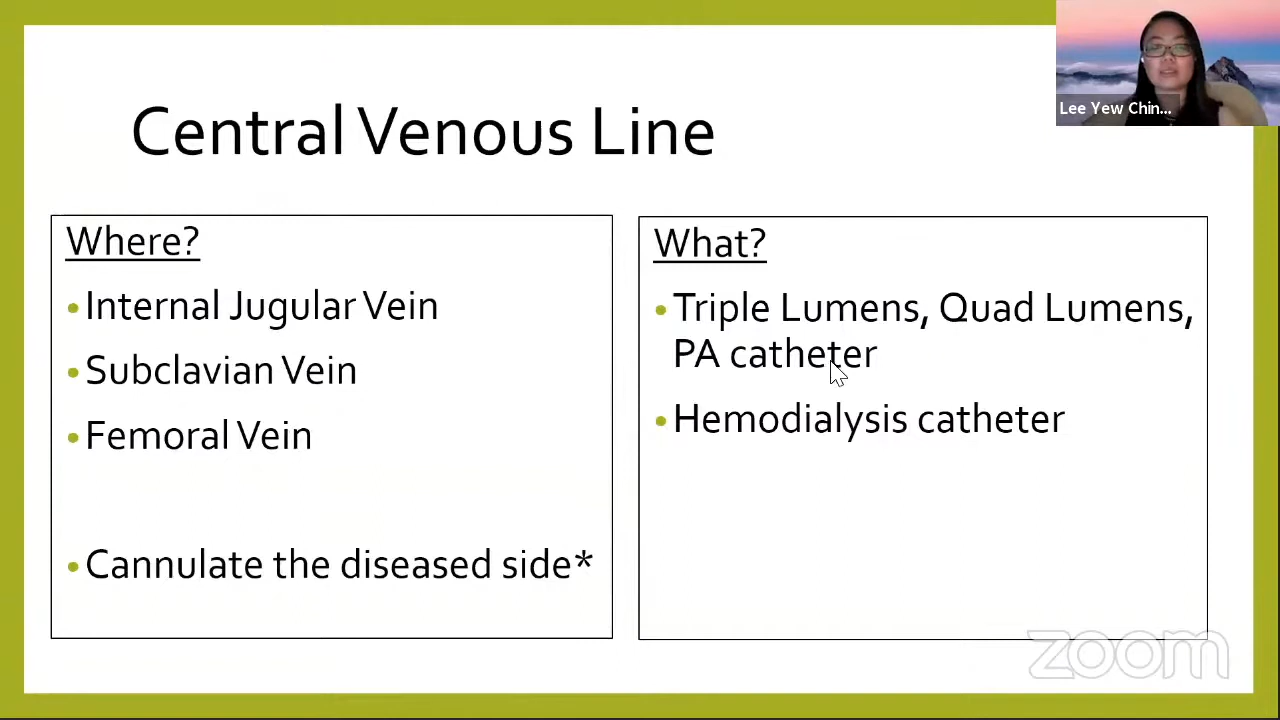 Central Venous Line
Lee Yew Chin...
Where?
•Internal Jugular Vein
•Subclavian Vein
•Femoral Vein
•Cannulate the diseased side*
What?
•Triple Lumens, Quad Lumens,
PA catheter
•Hemodialysis catheter
zoom